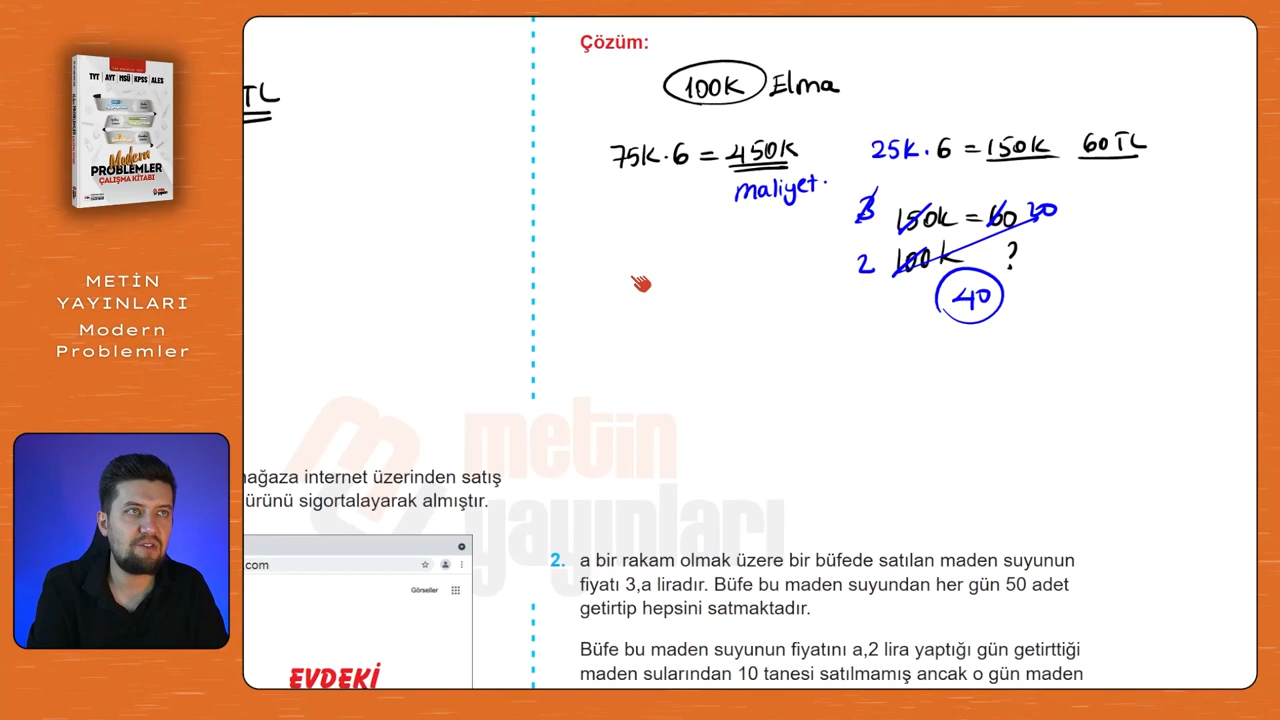 TYT AYT MSÜ KPSS ALES
Modern
PROBLEMLER
ÇALIŞMA KİTABI
METİN
YAYINLARI
Modern
Problemler
TL
Çözüm:
100K Elma
75K.6 = 450K
maliyet.
25K.6 = 150K 60TL
3 150K = 60 20
2 100K ?
40
metin
yayınları
mağaza internet üzerinden satış
ürünü sigortalayarak almıştır.
.com
Görseller
EVDEKİ
2. a bir rakam olmak üzere bir büfede satılan maden suyunun
fiyatı 3,a liradır. Büfe bu maden suyundan her gün 50 adet
getirtip hepsini satmaktadır.
Büfe bu maden suyunun fiyatını a,2 lira yaptığı gün getirttiği
maden sularından 10 tanesi satılmamış ancak o gün maden